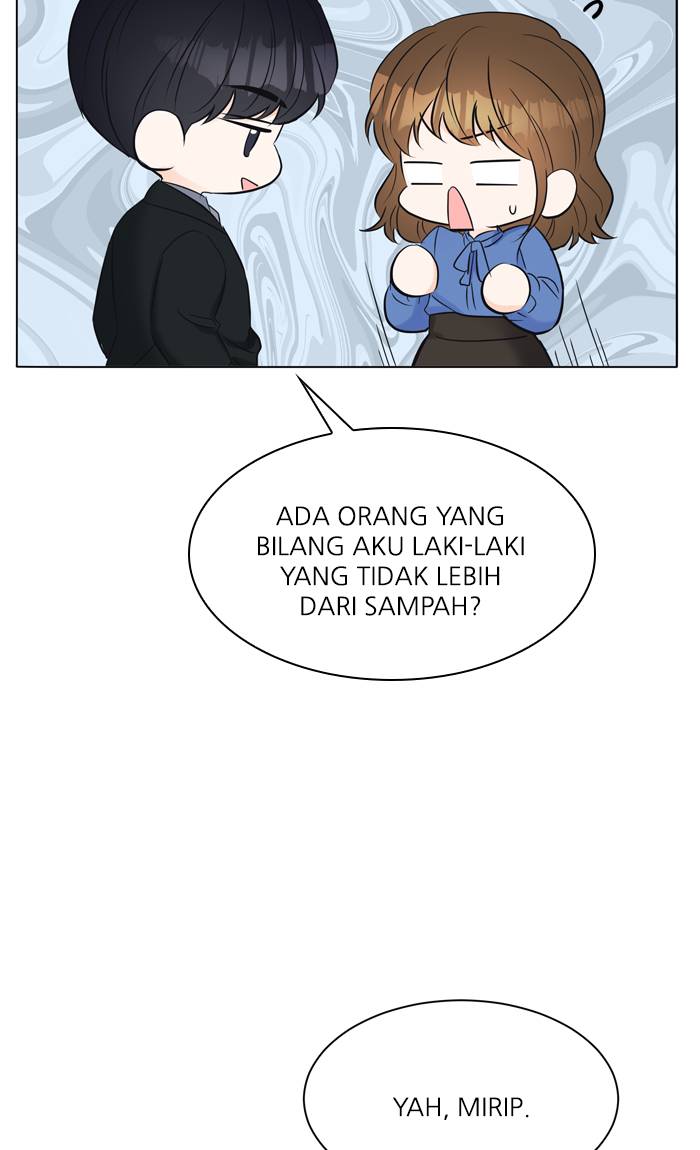 ADA ORANG YANG
BILANG AKU LAKI-LAKI
YANG TIDAK LEBIH
DARI SAMPAH?
YAH, MIRIP.